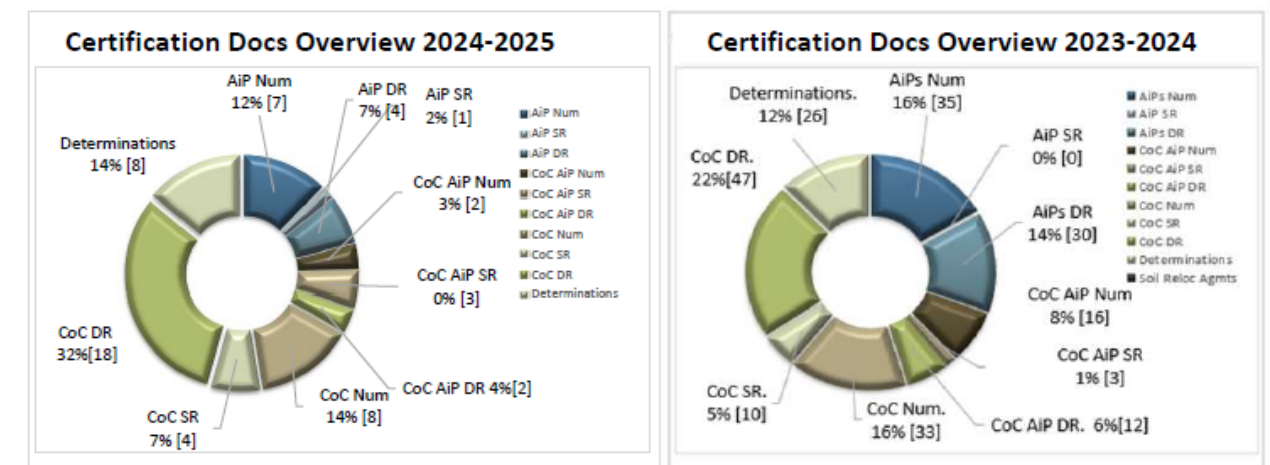 Certification Docs Overview 2024-2025
AiP Num
12% [7]
AiP DR
7% [4]
AiP SR
2% [1]
Determinations
14% [8]
CoC AiP Num
3% [2]
CoC AiP SR
0% [3]
CoC DR
32%[18]
CoC AiP DR 4%[2]
CoC Num
14% [8]
CoC SR
7% [4]
AiP Num
AiP SR
AiP DR
CoC AiP Num
CoC AiP SR
CoC AiP DR
CoC Num
CoC SR
CoC DR
Determinations
Certification Docs Overview 2023-2024
AiPs Num
16% [35]
Determinations.
12% [26]
AiP SR
0% [0]
CoC DR.
22%[47]
AiPs DR
14% [30]
CoC AiP Num
8% [16]
CoC AiP SR
1% [3]
CoC SR.
5% [10]
CoC Num.
16% [33]
CoC AiP DR. 6%[12]
AiPs Num
AiP SR
AiPs DR
CoC AiP Num
CoC AiP SR
CoC AiP DR
CoC Num
CoC SR
CoC DR
Determinations
Soil Reloc Agmts